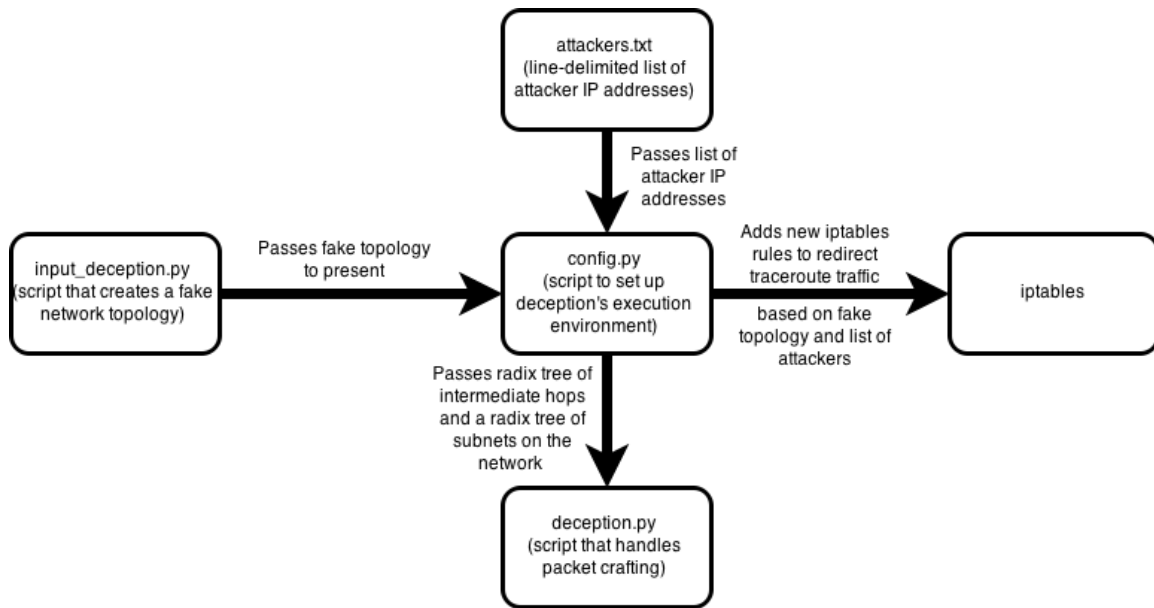 attackers.txt
(line-delimited list of
attacker IP addresses)
Passes list of
attacker IP
addresses
input_deception.py
(script that creates a fake
network topology)
Passes fake topology
to present
config.py
(script to set up
deception's execution
environment)
Adds new iptables
rules to redirect
traceroute traffic
based on fake
topology and list of
attackers
iptables
Passes radix tree of
intermediate hops
and a radix tree of
subnets on the
network
deception.py
(script that handles
packet crafting)